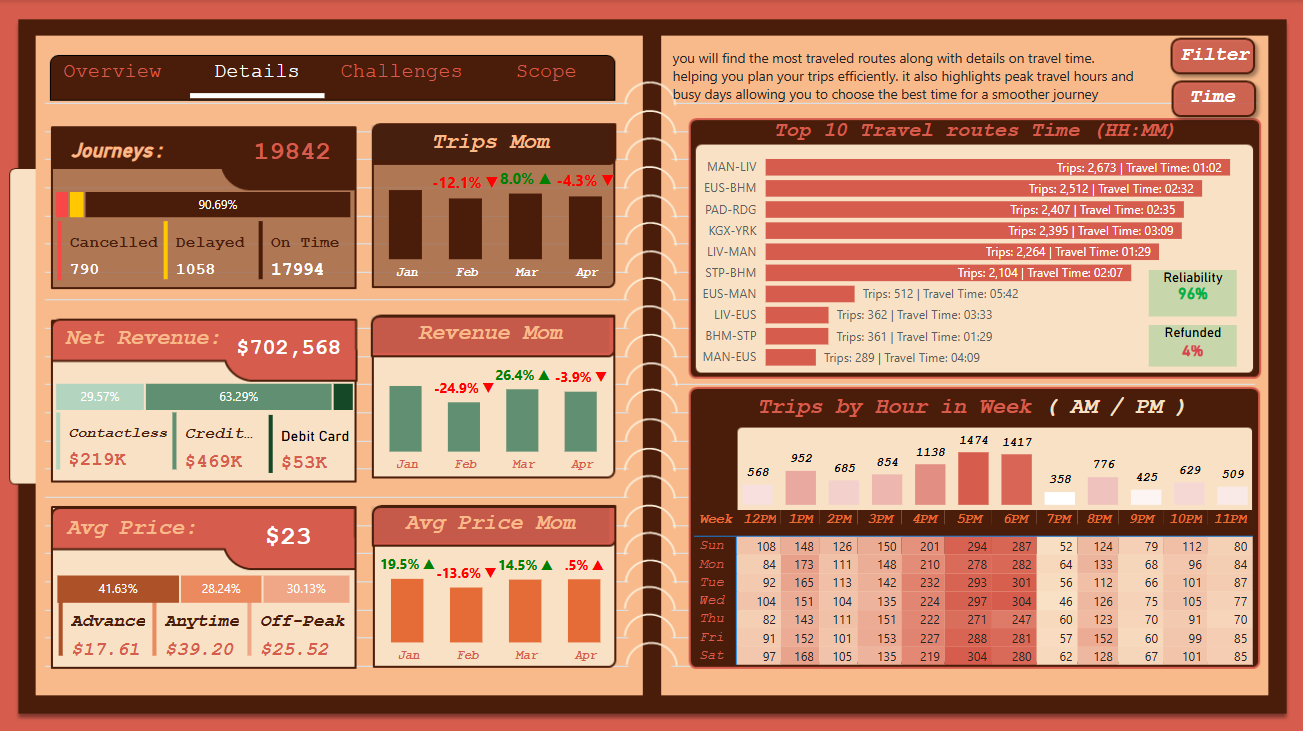 Overview Details Challenges Scope
you will find the most traveled routes along with details on travel time.
helping you plan your trips efficiently. it also highlights peak travel hours and
busy days allowing you to choose the best time for a smoother journey
Filter
Time
Journeys: 19842
90.69%
Cancelled Delayed On Time
790 1058 17994
Trips Mom
-12.1% ▼ 8.0% ▲ -4.3% ▼
Jan Feb Mar Apr
Net Revenue: $702,568
29.57% 63.29%
Contactless Credit… Debit Card
$219K $469K $53K
Revenue Mom
-24.9% ▼ 26.4% ▲ -3.9% ▼
Jan Feb Mar Apr
Avg Price: $23
41.63% 28.24% 30.13%
Advance Anytime Off-Peak
$17.61 $39.20 $25.52
Avg Price Mom
19.5% ▲ -13.6% ▼ 14.5% ▲ .5% ▲
Jan Feb Mar Apr
Top 10 Travel routes Time (HH:MM)
MAN-LIV Trips: 2,673 | Travel Time: 01:02
EUS-BHM Trips: 2,512 | Travel Time: 02:32
PAD-RDG Trips: 2,407 | Travel Time: 02:35
KGX-YRK Trips: 2,395 | Travel Time: 03:09
LIV-MAN Trips: 2,264 | Travel Time: 01:29
STP-BHM Trips: 2,104 | Travel Time: 02:07
EUS-MAN Trips: 512 | Travel Time: 05:42
LIV-EUS Trips: 362 | Travel Time: 03:33
BHM-STP Trips: 361 | Travel Time: 01:29
MAN-EUS Trips: 289 | Travel Time: 04:09
Reliability
96%
Refunded
4%
Trips by Hour in Week ( AM / PM )
568 952 685 854 1138 1474 1417 358 776 425 629 509
Week 12PM 1PM 2PM 3PM 4PM 5PM 6PM 7PM 8PM 9PM 10PM 11PM
Sun 108 148 126 150 201 294 287 52 124 79 112 80
Mon 84 173 111 148 210 278 282 64 133 68 96 84
Tue 92 165 113 142 232 293 301 56 112 66 101 87
Wed 104 151 104 135 224 297 304 46 126 75 105 77
Thu 82 143 111 151 222 271 247 60 123 70 91 70
Fri 91 152 101 153 227 288 281 57 152 60 99 85
Sat 97 168 105 135 219 304 280 62 128 67 101 85